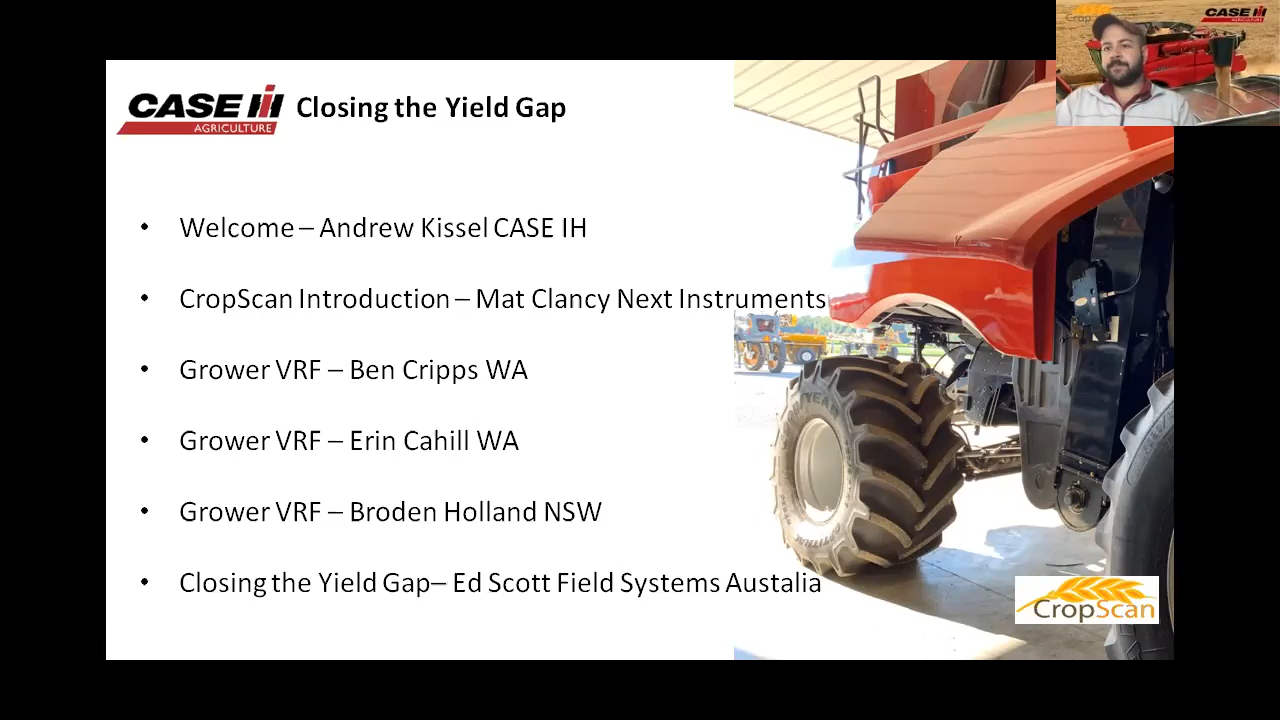 CASE IH
AGRICULTURE
Closing the Yield Gap
• Welcome – Andrew Kissel CASE IH
• CropScan Introduction – Mat Clancy Next Instruments
• Grower VRF – Ben Cripps WA
• Grower VRF – Erin Cahill WA
• Grower VRF – Broden Holland NSW
• Closing the Yield Gap– Ed Scott Field Systems Austalia
CropScan
CASE IH
AGRICULTURE